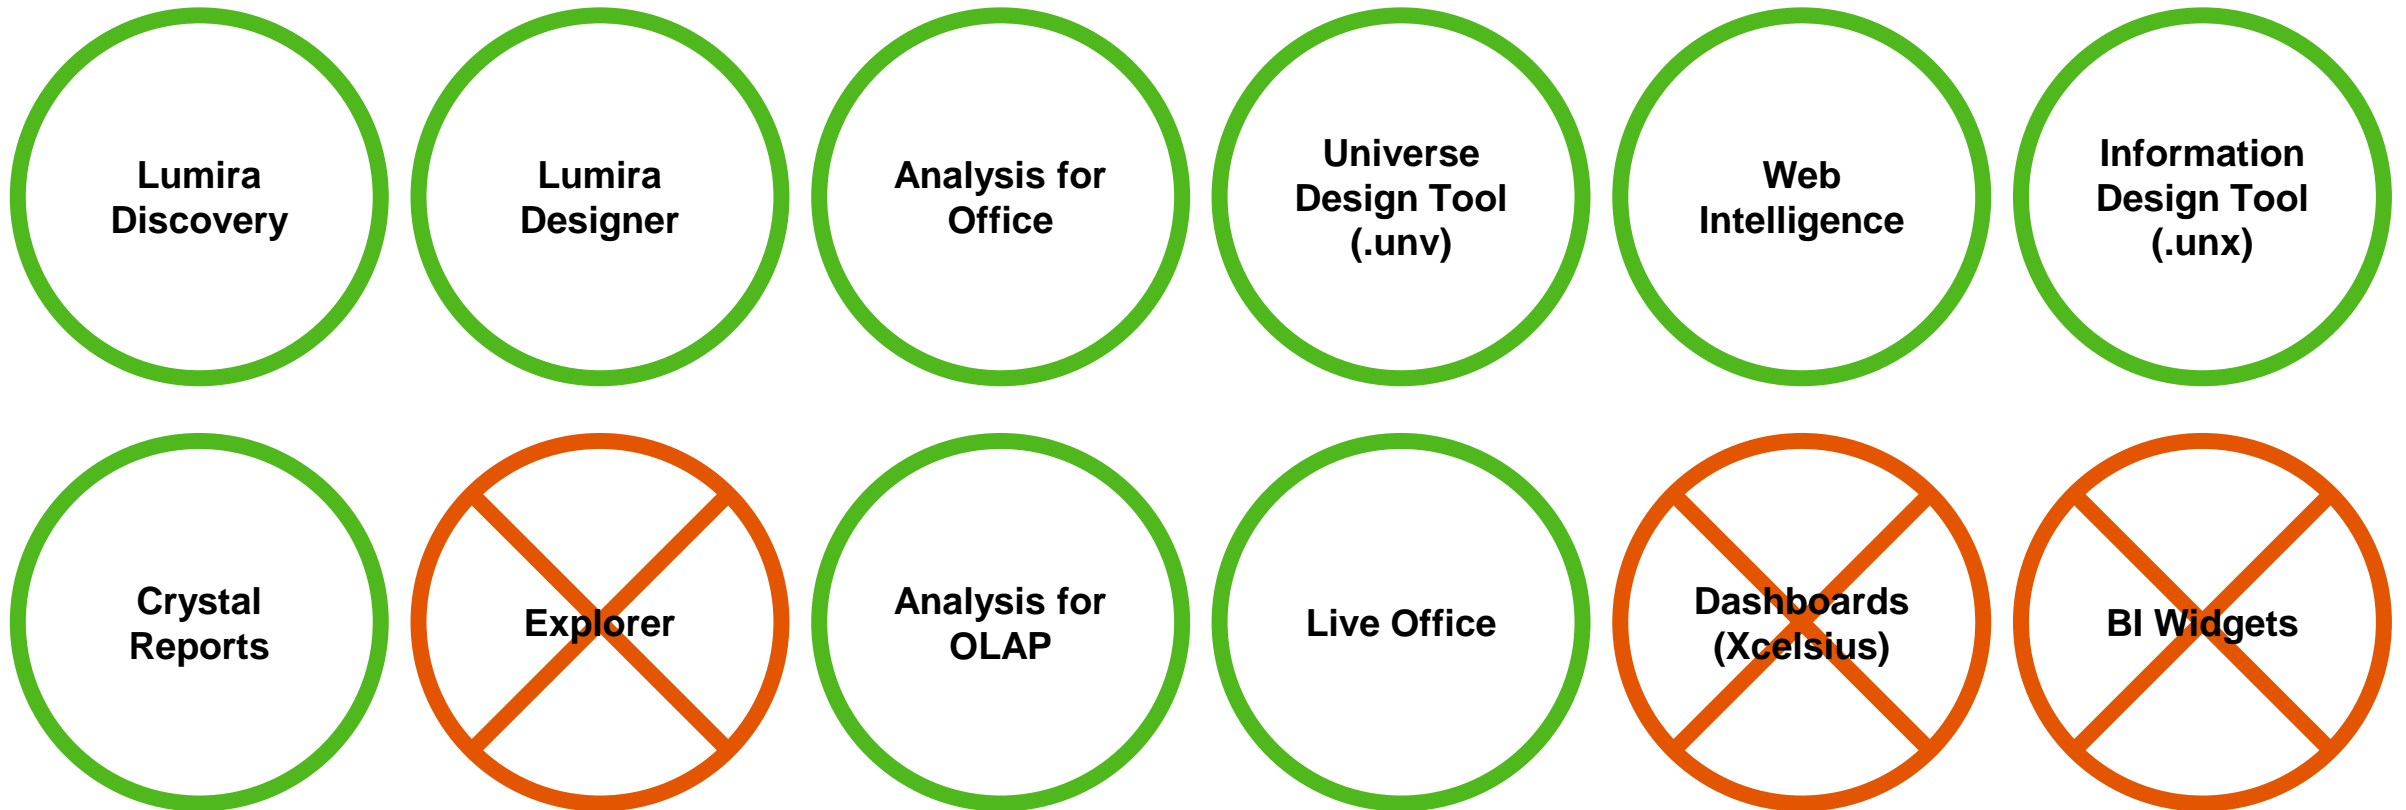 Lumira
Discovery
Lumira
Designer
Analysis for
Office
Universe
Design Tool
(.unv)
Web
Intelligence
Information
Design Tool
(.unx)
Crystal
Reports
Explorer
Analysis for
OLAP
Live Office
Dashboards
(Xcelsius)
BI Widgets